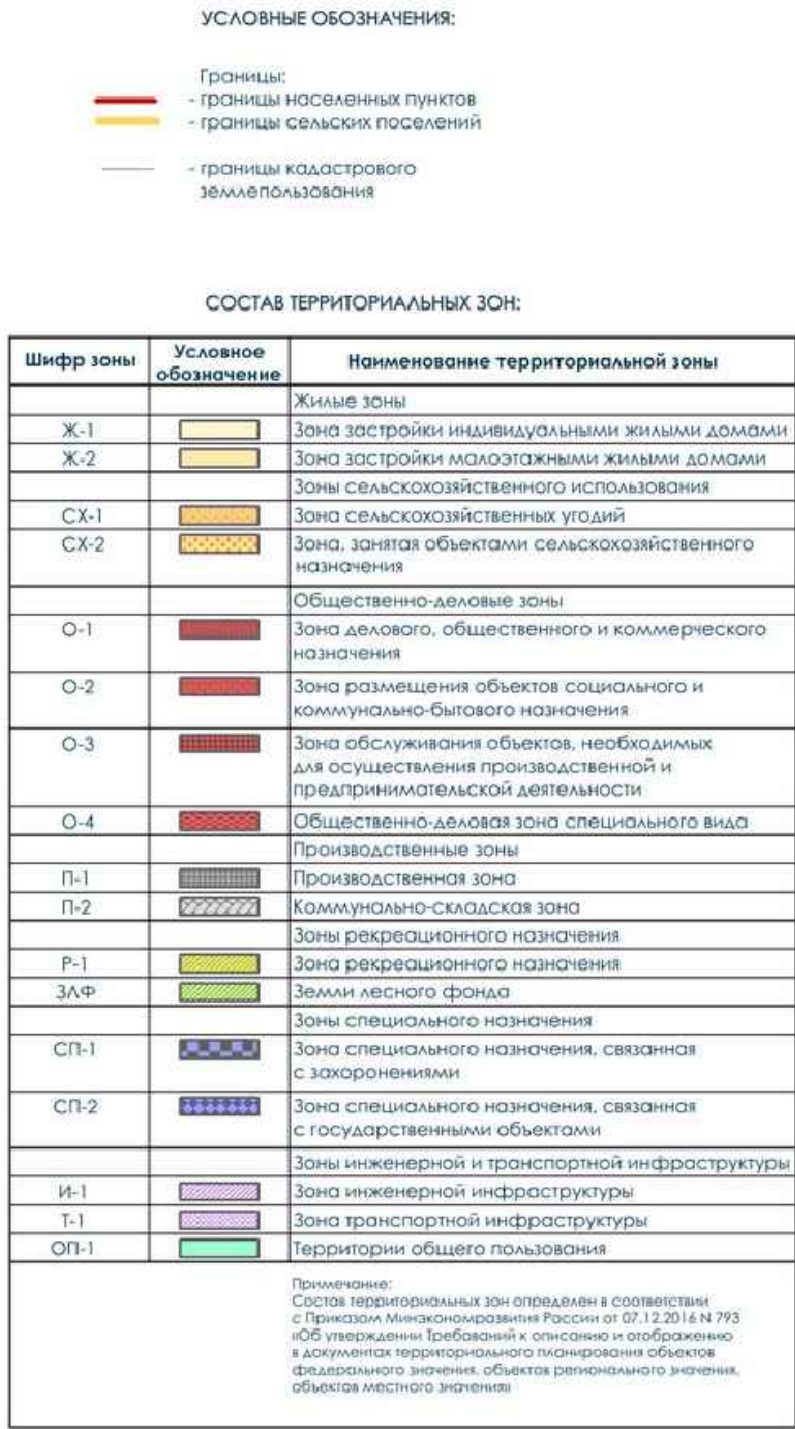 УСЛОВНЫЕ ОБОЗНАЧЕНИЯ:
Границы:
- границы населенных пунктов
- границы сельских поселений
- границы кадастрового
землепользования
СОСТАВ ТЕРРИТОРИАЛЬНЫХ ЗОН:
Шифр зоны Условное обозначение Наименование территориальной зоны
Жилые зоны
Ж-1 Зона застройки индивидуальными жилыми домами
Ж-2 Зона застройки малоэтажными жилыми домами
Зоны сельскохозяйственного использования
СХ-1 Зона сельскохозяйственных угодий
СХ-2 Зона, занятая объектами сельскохозяйственного
назначения
Общественно-деловые зоны
О-1 Зона делового, общественного и коммерческого
назначения
О-2 Зона размещения объектов социального и
коммунально-бытового назначения
О-3 Зона обслуживания объектов, необходимых
для осуществления производственной и
предпринимательской деятельности
О-4 Общественно-деловая зона специального вида
Производственные зоны
П-1 Производственная зона
П-2 Коммунально-складская зона
Зоны рекреационного назначения
Р-1 Зона рекреационного назначения
ЗЛФ Земли лесного фонда
Зоны специального назначения
СП-1 Зона специального назначения, связанная
с захоронениями
СП-2 Зона специального назначения, связанная
с государственными объектами
Зоны инженерной и транспортной инфраструктуры
И-1 Зона инженерной инфраструктуры
Т-1 Зона транспортной инфраструктуры
ОП-1 Территории общего пользования
Примечание:
Состав территориальных зон определен в соответствии
с Приказом Минэкономразвития России от 07.12.2016 N 793
«Об утверждении Требований к описанию и отображению
в документах территориального планирования объектов
федерального значения, объектов регионального значения,
объектов местного значения»